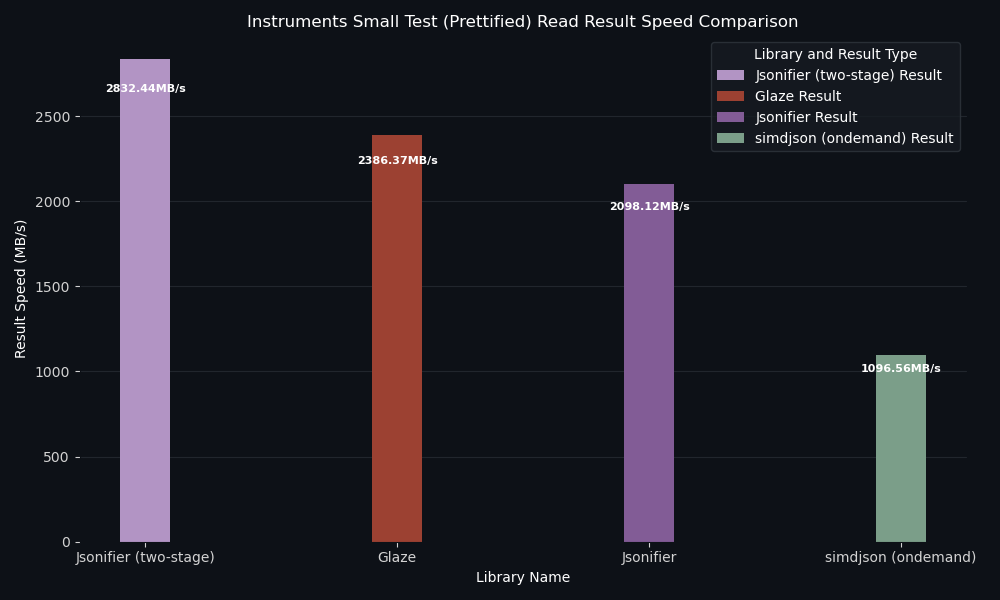 Instruments Small Test (Prettified) Read Result Speed Comparison
Library and Result Type
Jsonifier (two-stage) Result
Glaze Result
Jsonifier Result
simdjson (ondemand) Result
2832.44MB/s
2386.37MB/s
2098.12MB/s
1096.56MB/s
Result Speed (MB/s)
2500
2000
1500
1000
500
0
Jsonifier (two-stage)
Glaze
Jsonifier
simdjson (ondemand)
Library Name